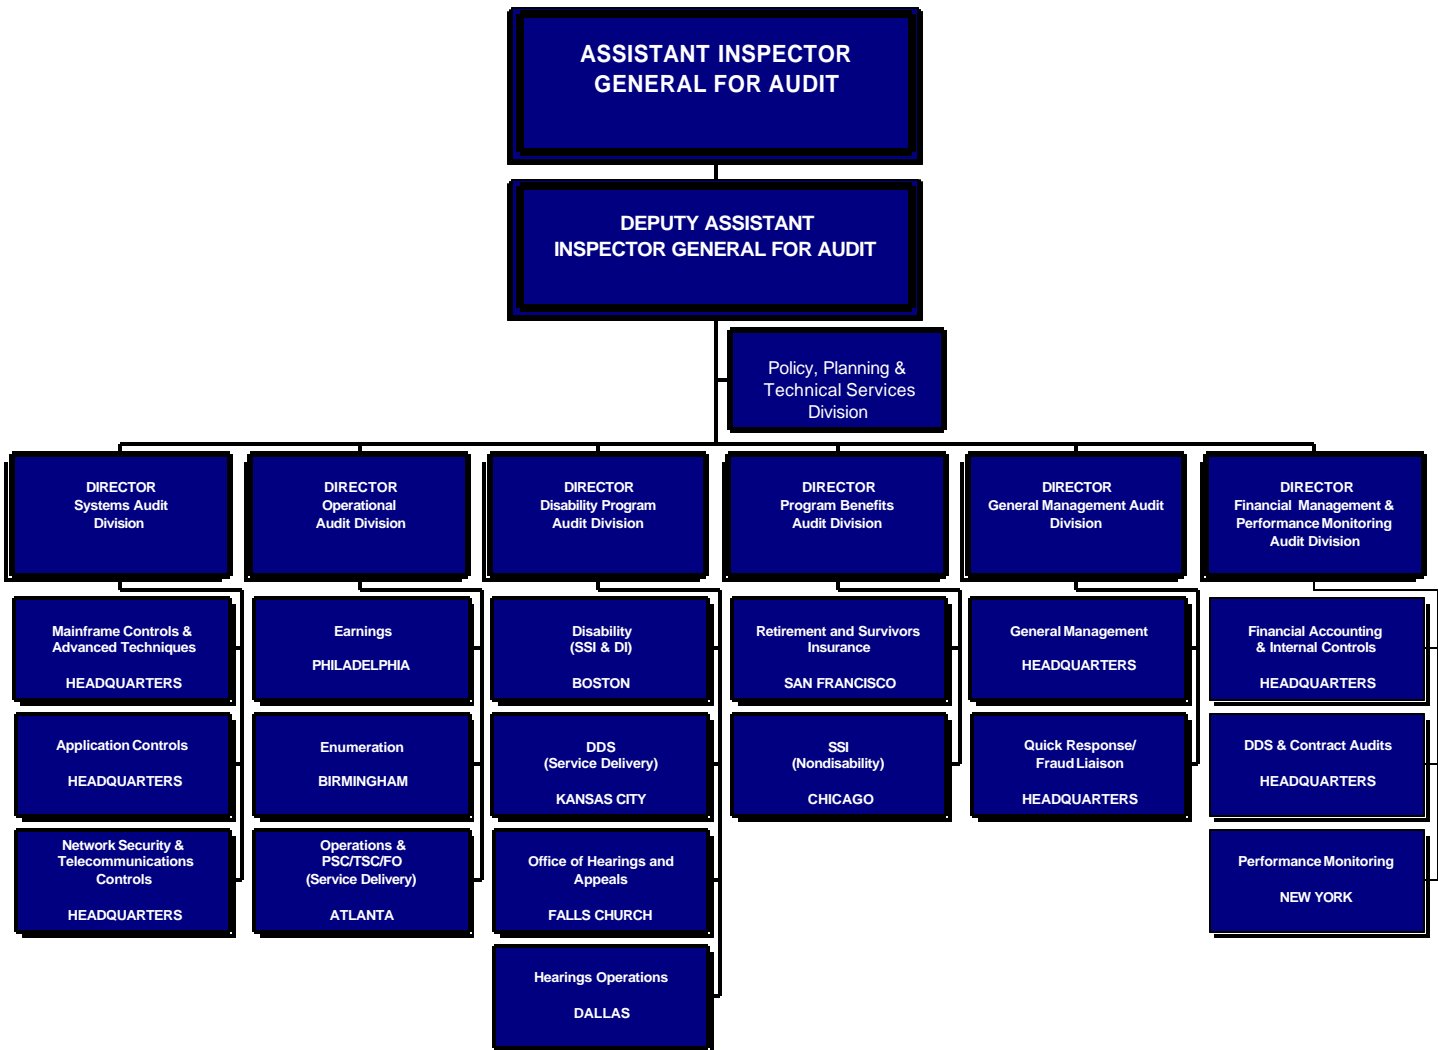 ASSISTANT INSPECTOR
GENERAL FOR AUDIT
DEPUTY ASSISTANT
INSPECTOR GENERAL FOR AUDIT
Policy, Planning &
Technical Services
Division
DIRECTOR
Systems Audit
Division
DIRECTOR
Operational
Audit Division
DIRECTOR
Disability Program
Audit Division
DIRECTOR
Program Benefits
Audit Division
DIRECTOR
General Management Audit
Division
DIRECTOR
Financial Management &
Performance Monitoring
Audit Division
Mainframe Controls &
Advanced Techniques
HEADQUARTERS
Earnings
PHILADELPHIA
Disability
(SSI & DI)
BOSTON
Retirement and Survivors
Insurance
SAN FRANCISCO
General Management
HEADQUARTERS
Financial Accounting
& Internal Controls
HEADQUARTERS
Application Controls
HEADQUARTERS
Enumeration
BIRMINGHAM
DDS
(Service Delivery)
KANSAS CITY
SSI
(Nondisability)
CHICAGO
Quick Response/
Fraud Liaison
HEADQUARTERS
DDS & Contract Audits
HEADQUARTERS
Network Security &
Telecommunications
Controls
HEADQUARTERS
Operations &
PSC/TSC/FO
(Service Delivery)
ATLANTA
Office of Hearings and
Appeals
FALLS CHURCH
Performance Monitoring
NEW YORK
Hearings Operations
DALLAS